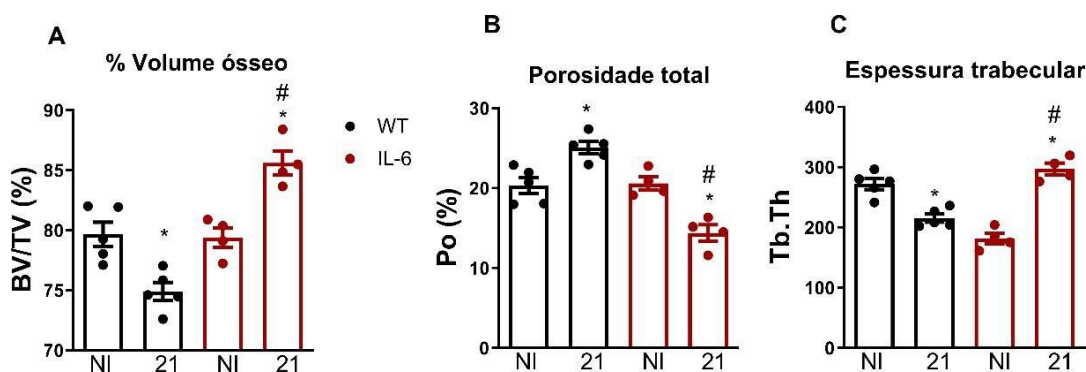 A
% Volume ósseo
BV/TV (%)
90
85
80
75
70
*
#
*
NI
21
NI
21
WT
IL-6
B
Porosidade total
Po (%)
30
20
10
0
*
#
*
NI
21
NI
21
C
Espessura trabecular
Tb.Th
400
300
200
100
0
*
#
*
NI
21
NI
21